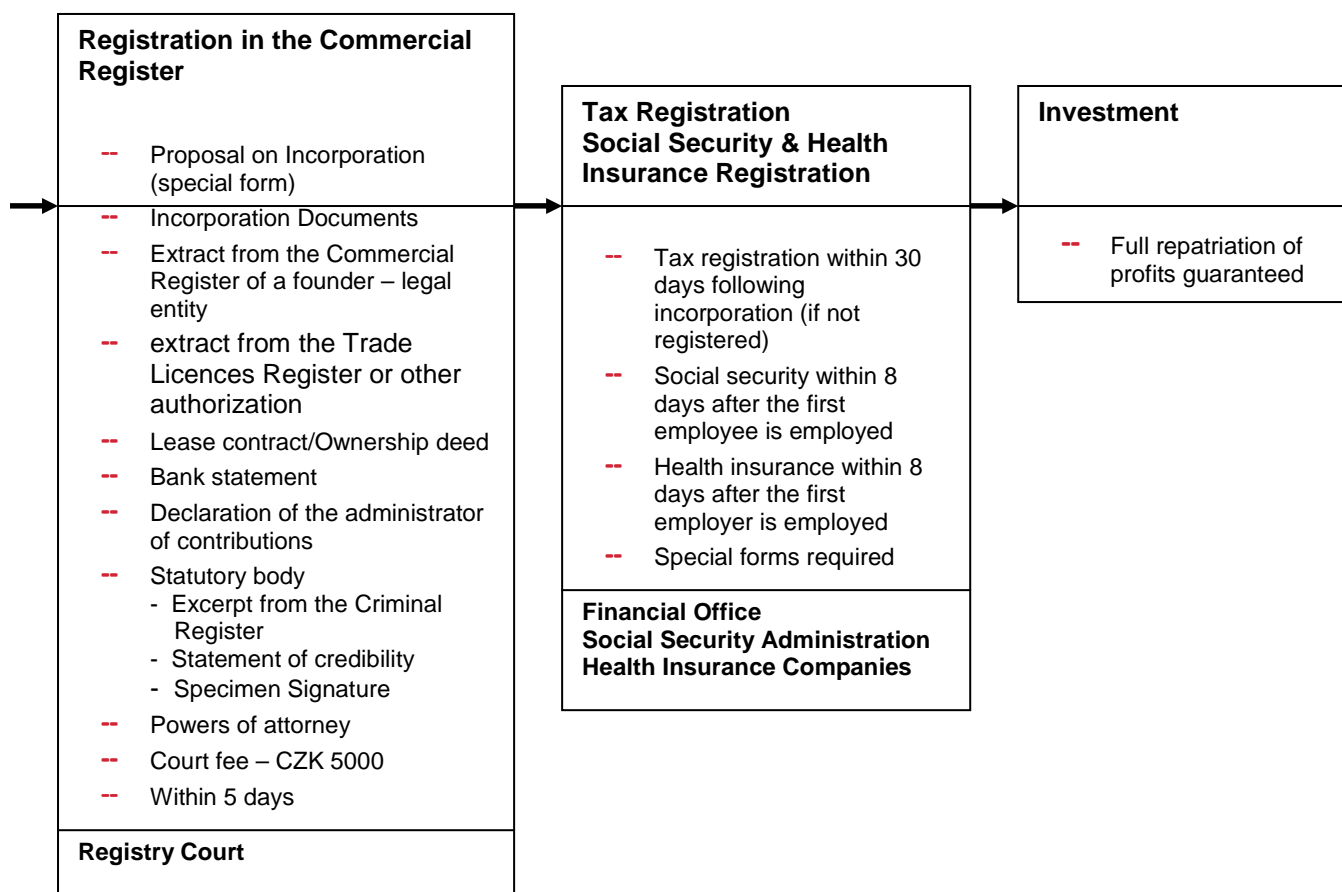 Registration in the Commercial
Register
-- Proposal on Incorporation
(special form)
-- Incorporation Documents
-- Extract from the Commercial
Register of a founder – legal
entity
-- extract from the Trade
Licences Register or other
authorization
-- Lease contract/Ownership deed
-- Bank statement
-- Declaration of the administrator
of contributions
-- Statutory body
- Excerpt from the Criminal
Register
- Statement of credibility
- Specimen Signature
-- Powers of attorney
-- Court fee – CZK 5000
-- Within 5 days
Registry Court
Tax Registration
Social Security & Health
Insurance Registration
-- Tax registration within 30
days following
incorporation (if not
registered)
-- Social security within 8
days after the first
employee is employed
-- Health insurance within 8
days after the first
employer is employed
-- Special forms required
Financial Office
Social Security Administration
Health Insurance Companies
Investment
-- Full repatriation of
profits guaranteed